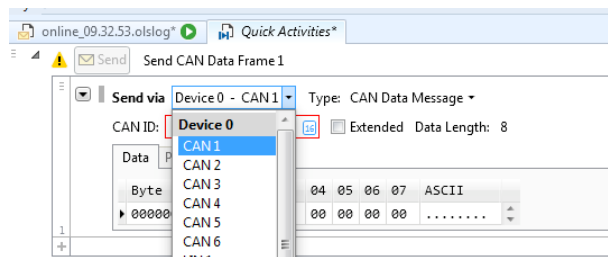 online_09.32.53.olslog* Quick Activities*
Send Send CAN Data Frame 1
Send via Device 0 - CAN 1 Type: CAN Data Message
CAN ID: 16 Extended Data Length: 8
Device 0
CAN 1
CAN 2
CAN 3
CAN 4
CAN 5
CAN 6
Data P
Byte 04 05 06 07 ASCII
00000 00 00 00 00 ........
1